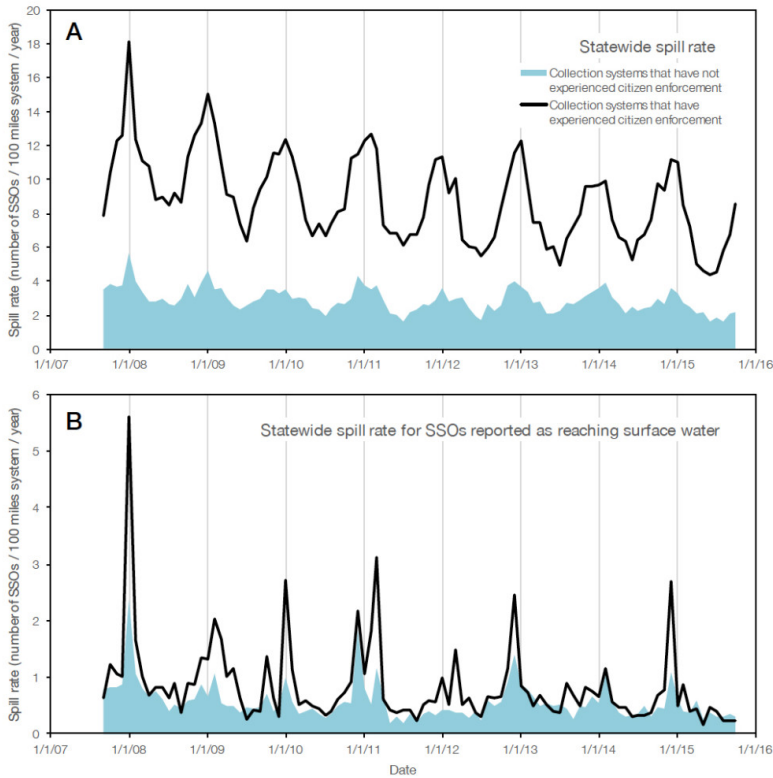 A
Statewide spill rate
Collection systems that have not
experienced citizen enforcement
Collection systems that have
experienced citizen enforcement
Spill rate (number of SSOs / 100 miles system / year)
20
18
16
14
12
10
8
6
4
2
0
1/1/07 1/1/08 1/1/09 1/1/10 1/1/11 1/1/12 1/1/13 1/1/14 1/1/15 1/1/16
B
Statewide spill rate for SSOs reported as reaching surface water
Spill rate (number of SSOs / 100 miles system / year)
6
5
4
3
2
1
0
1/1/07 1/1/08 1/1/09 1/1/10 1/1/11 1/1/12 1/1/13 1/1/14 1/1/15 1/1/16
Date